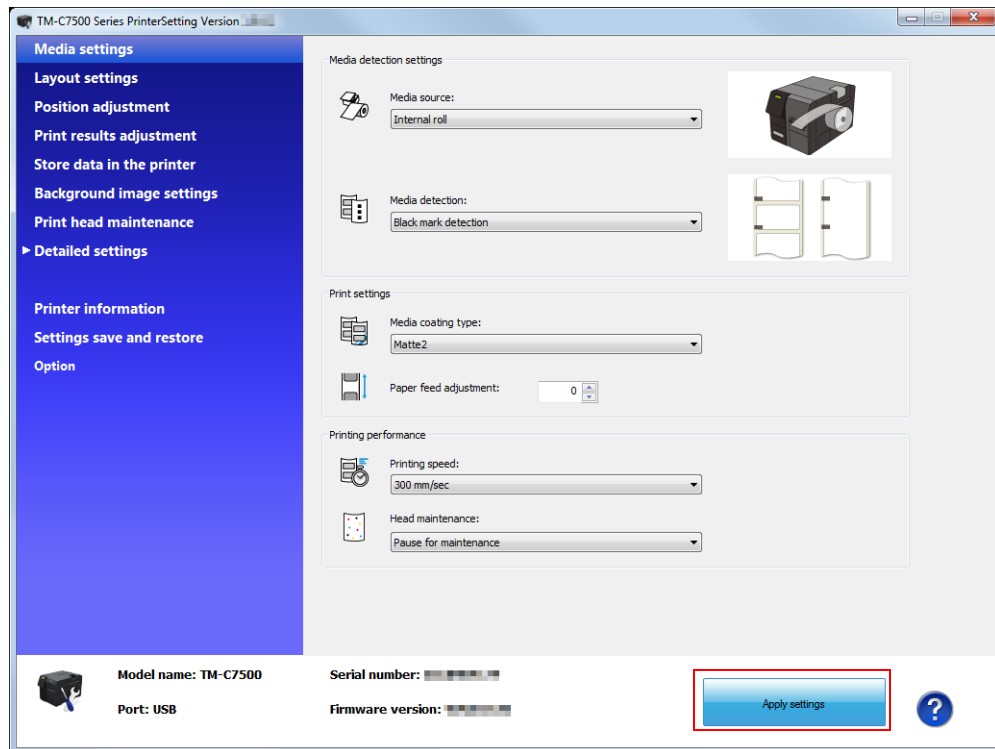 TM-C7500 Series PrinterSetting Version
Media settings
Layout settings
Position adjustment
Print results adjustment
Store data in the printer
Background image settings
Print head maintenance
Detailed settings
Printer information
Settings save and restore
Option
Media detection settings
Media source:
Internal roll
Media detection:
Black mark detection
Print settings
Media coating type:
Matte2
Paper feed adjustment:
0
Printing performance
Printing speed:
300 mm/sec
Head maintenance:
Pause for maintenance
Model name: TM-C7500
Serial number:
Port: USB
Firmware version:
Apply settings
?